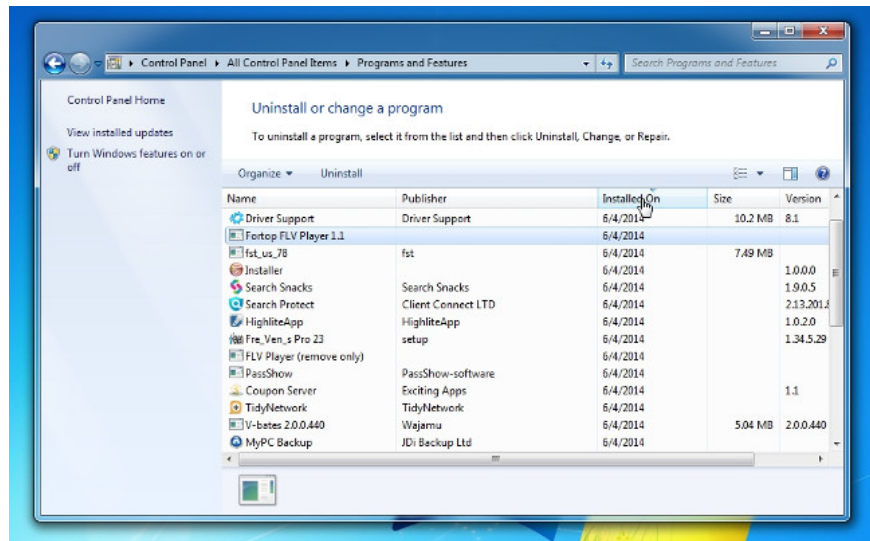 Control Panel ▸ All Control Panel Items ▸ Programs and Features
Search Programs and Features
Control Panel Home
View installed updates
Turn Windows features on or
off
Uninstall or change a program
To uninstall a program, select it from the list and then click Uninstall, Change, or Repair.
Organize Uninstall
Name Publisher Installed On Size Version
Driver Support Driver Support 6/4/2014 10.2 MB 8.1
Fortop FLV Player 1.1 6/4/2014
fst_us_78 fst 6/4/2014 7.49 MB
Installer 6/4/2014 1.0.0.0
Search Snacks Search Snacks 6/4/2014 1.9.0.5
Search Protect Client Connect LTD 6/4/2014 2.13.201.
HighliteApp HighliteApp 6/4/2014 1.0.2.0
Fre_Ven_s Pro 23 setup 6/4/2014 1.34.5.29
FLV Player (remove only) 6/4/2014
PassShow PassShow-software 6/4/2014
Coupon Server Exciting Apps 6/4/2014 1.1
TidyNetwork TidyNetwork 6/4/2014
V-bates 2.0.0.440 Wajamu 6/4/2014 5.04 MB 2.0.0.440
MyPC Backup JDi Backup Ltd 6/4/2014